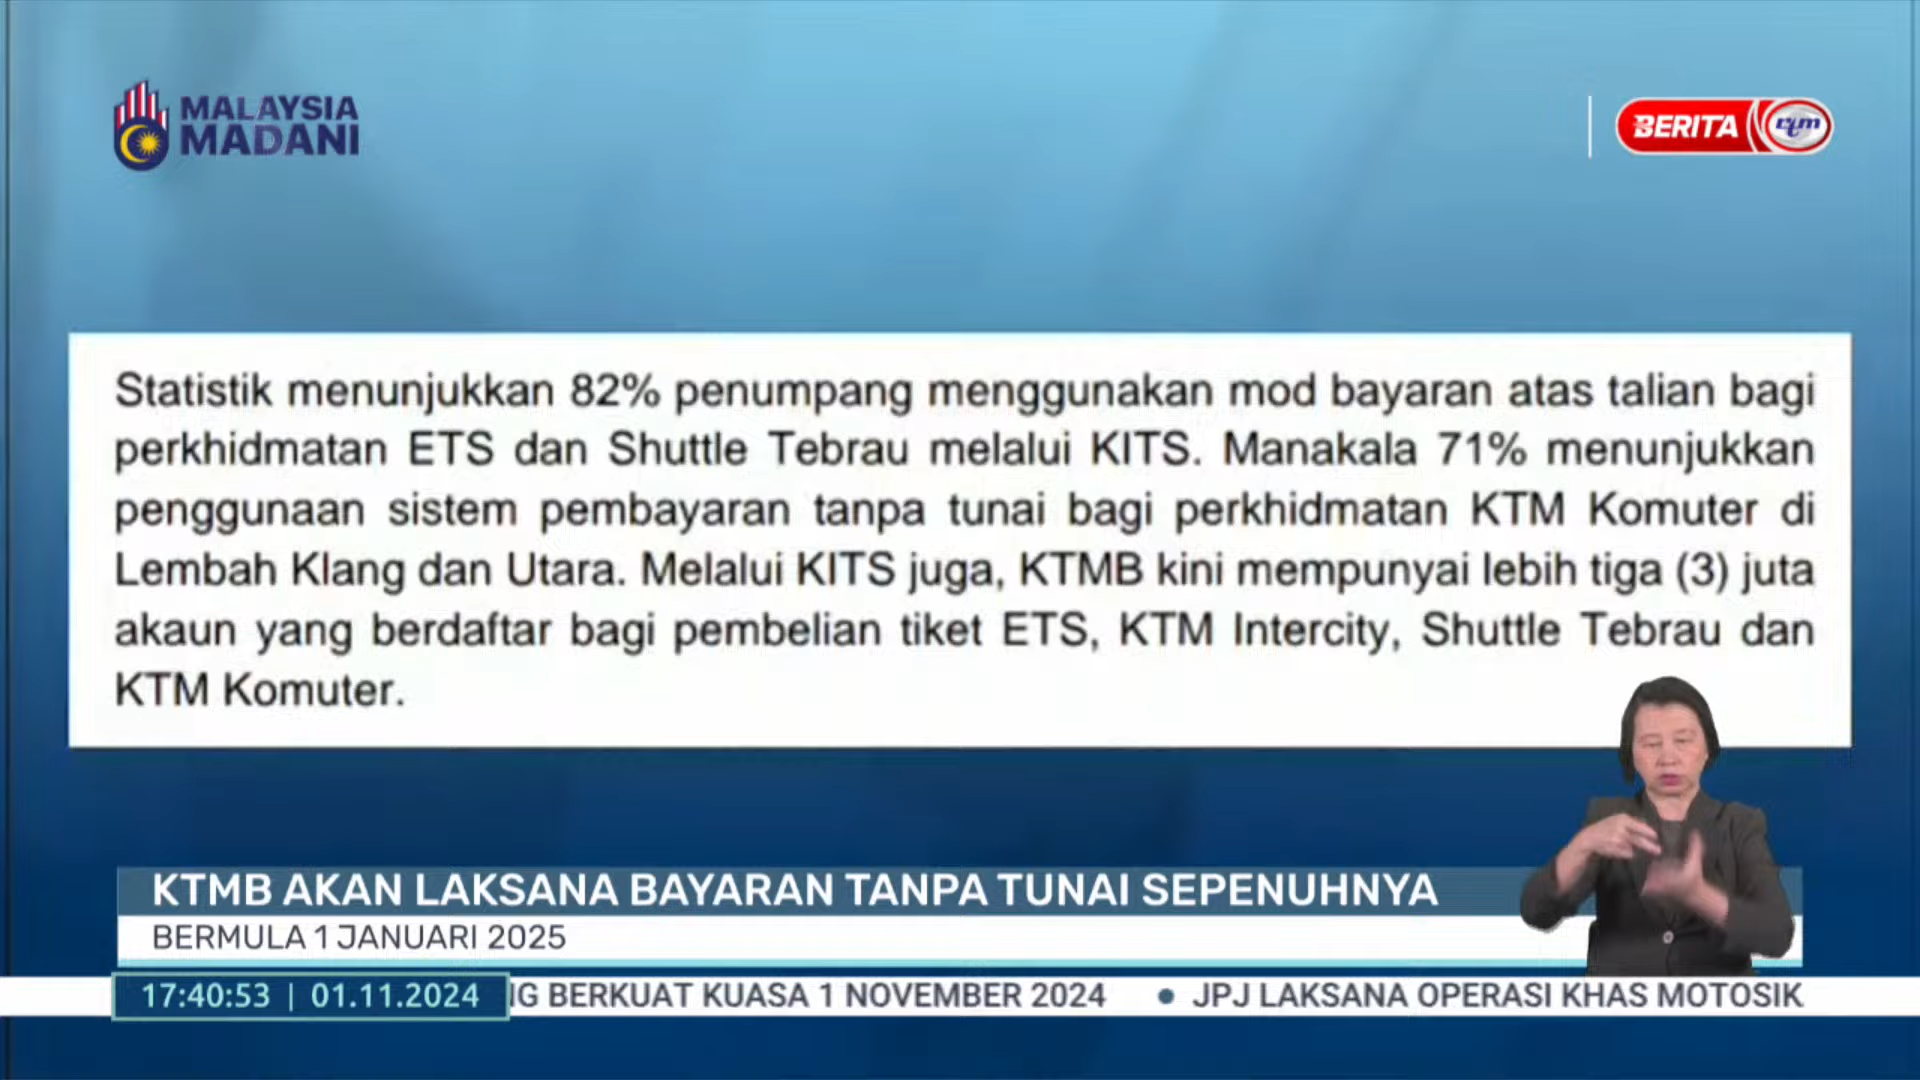 MALAYSIA
MADANI
BERITA rtm
Statistik menunjukkan 82% penumpang menggunakan mod bayaran atas talian bagi
perkhidmatan ETS dan Shuttle Tebrau melalui KITS. Manakala 71% menunjukkan
penggunaan sistem pembayaran tanpa tunai bagi perkhidmatan KTM Komuter di
Lembah Klang dan Utara. Melalui KITS juga, KTMB kini mempunyai lebih tiga (3) juta
akaun yang berdaftar bagi pembelian tiket ETS, KTM Intercity, Shuttle Tebrau dan
KTM Komuter.
KTMB AKAN LAKSANA BAYARAN TANPA TUNAI SEPENUHNYA
BERMULA 1 JANUARI 2025
17:40:53 | 01.11.2024 BERKUAT KUASA 1 NOVEMBER 2024 • JPJ LAKSANA OPERASI KHAS MOTOSIK